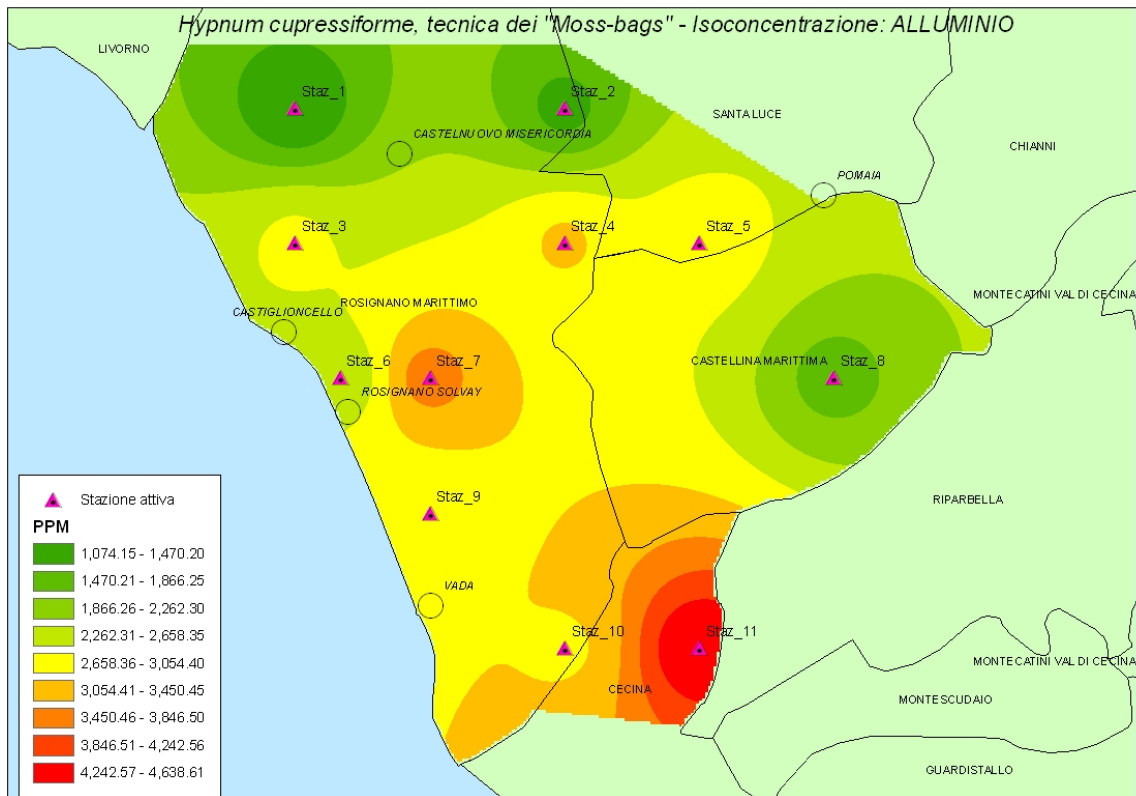 Hypnum cupressiforme, tecnica dei "Moss-bags" - Isoconcentrazione: ALLUMINIO
LIVORNO
Staz_1
Staz_2
SANTA LUCE
CASTELNUOVO MISERICORDIA
CHIANNI
POMAIA
Staz_3
Staz_4
Staz_5
MONTECATINI VAL DI CECINA
ROSIGNANO MARITTIMO
CASTIGLIONCELLO
Staz_6
Staz_7
CASTELLINA MARITTIMA
Staz_8
ROSIGNANO SOLVAY
Staz_9
RIPARBELLA
VADA
Staz_10
Staz_11
MONTECATINI VAL DI CECINA
CECINA
MONTESCUDAIO
GUARDISTALLO
Stazione attiva
PPM
1,074.15 - 1,470.20
1,470.21 - 1,866.25
1,866.26 - 2,262.30
2,262.31 - 2,658.35
2,658.36 - 3,054.40
3,054.41 - 3,450.45
3,450.46 - 3,846.50
3,846.51 - 4,242.56
4,242.57 - 4,638.61